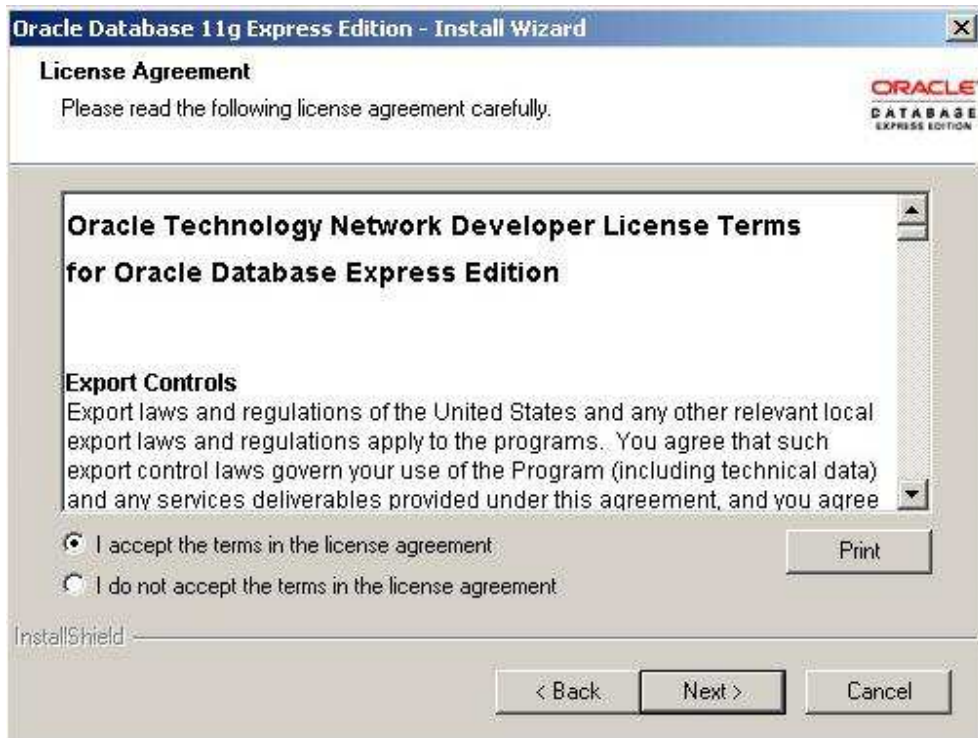 Oracle Database 11g Express Edition - Install Wizard
License Agreement
Please read the following license agreement carefully.
ORACLE
DATABASE
EXPRESS EDITION
Oracle Technology Network Developer License Terms
for Oracle Database Express Edition
Export Controls
Export laws and regulations of the United States and any other relevant local
export laws and regulations apply to the programs. You agree that such
export control laws govern your use of the Program (including technical data)
and any services deliverables provided under this agreement, and you agree
I accept the terms in the license agreement
Print
I do not accept the terms in the license agreement
InstallShield
< Back
Next >
Cancel